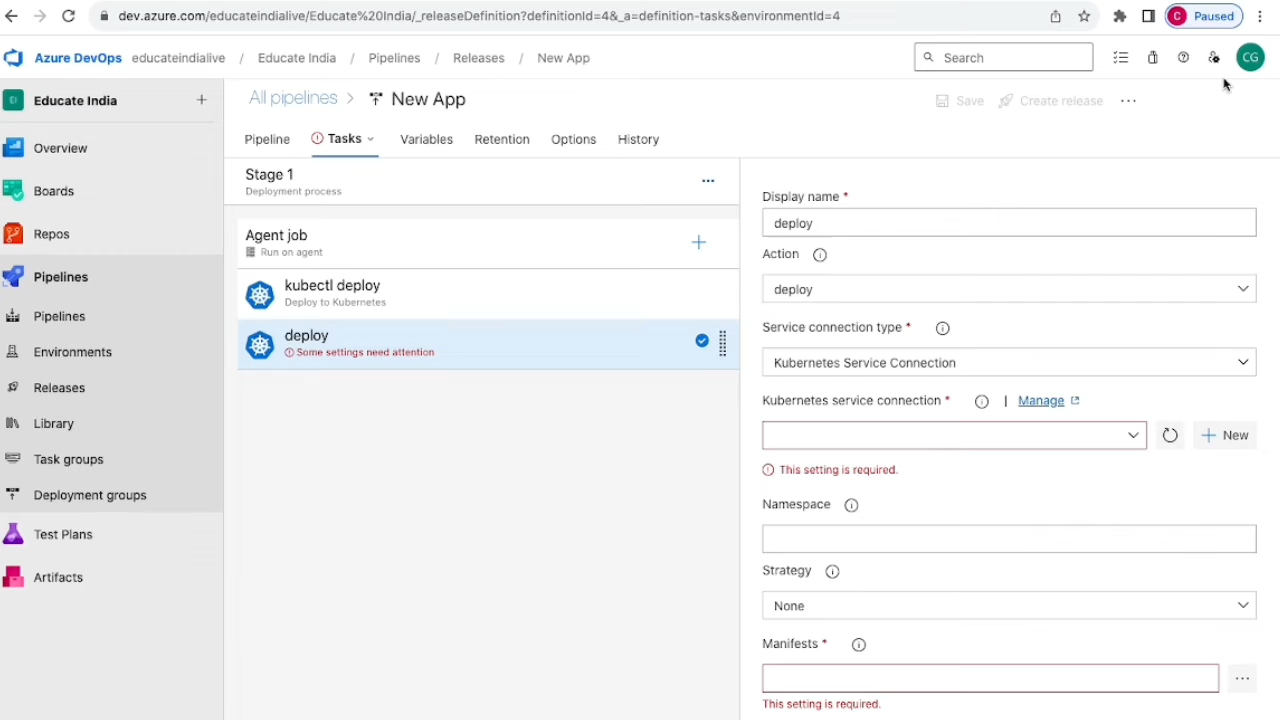 dev.azure.com/educateindialive/Educate%20India/_releaseDefinition?definitionId=4&_a=definition-tasks&environmentId=4
C Paused
Azure DevOps educateindialive / Educate India / Pipelines / Releases / New App
Search
CG
EI Educate India +
All pipelines > New App
Save Create release ...
Pipeline Tasks Variables Retention Options History
Overview
Boards
Repos
Pipelines
Pipelines
Environments
Releases
Library
Task groups
Deployment groups
Test Plans
Artifacts
Stage 1
Deployment process
Agent job
Run on agent
kubectl deploy
Deploy to Kubernetes
deploy
Some settings need attention
Display name *
deploy
Action
deploy
Service connection type *
Kubernetes Service Connection
Kubernetes service connection * | Manage
+ New
This setting is required.
Namespace
Strategy
None
Manifests *
...
This setting is required.